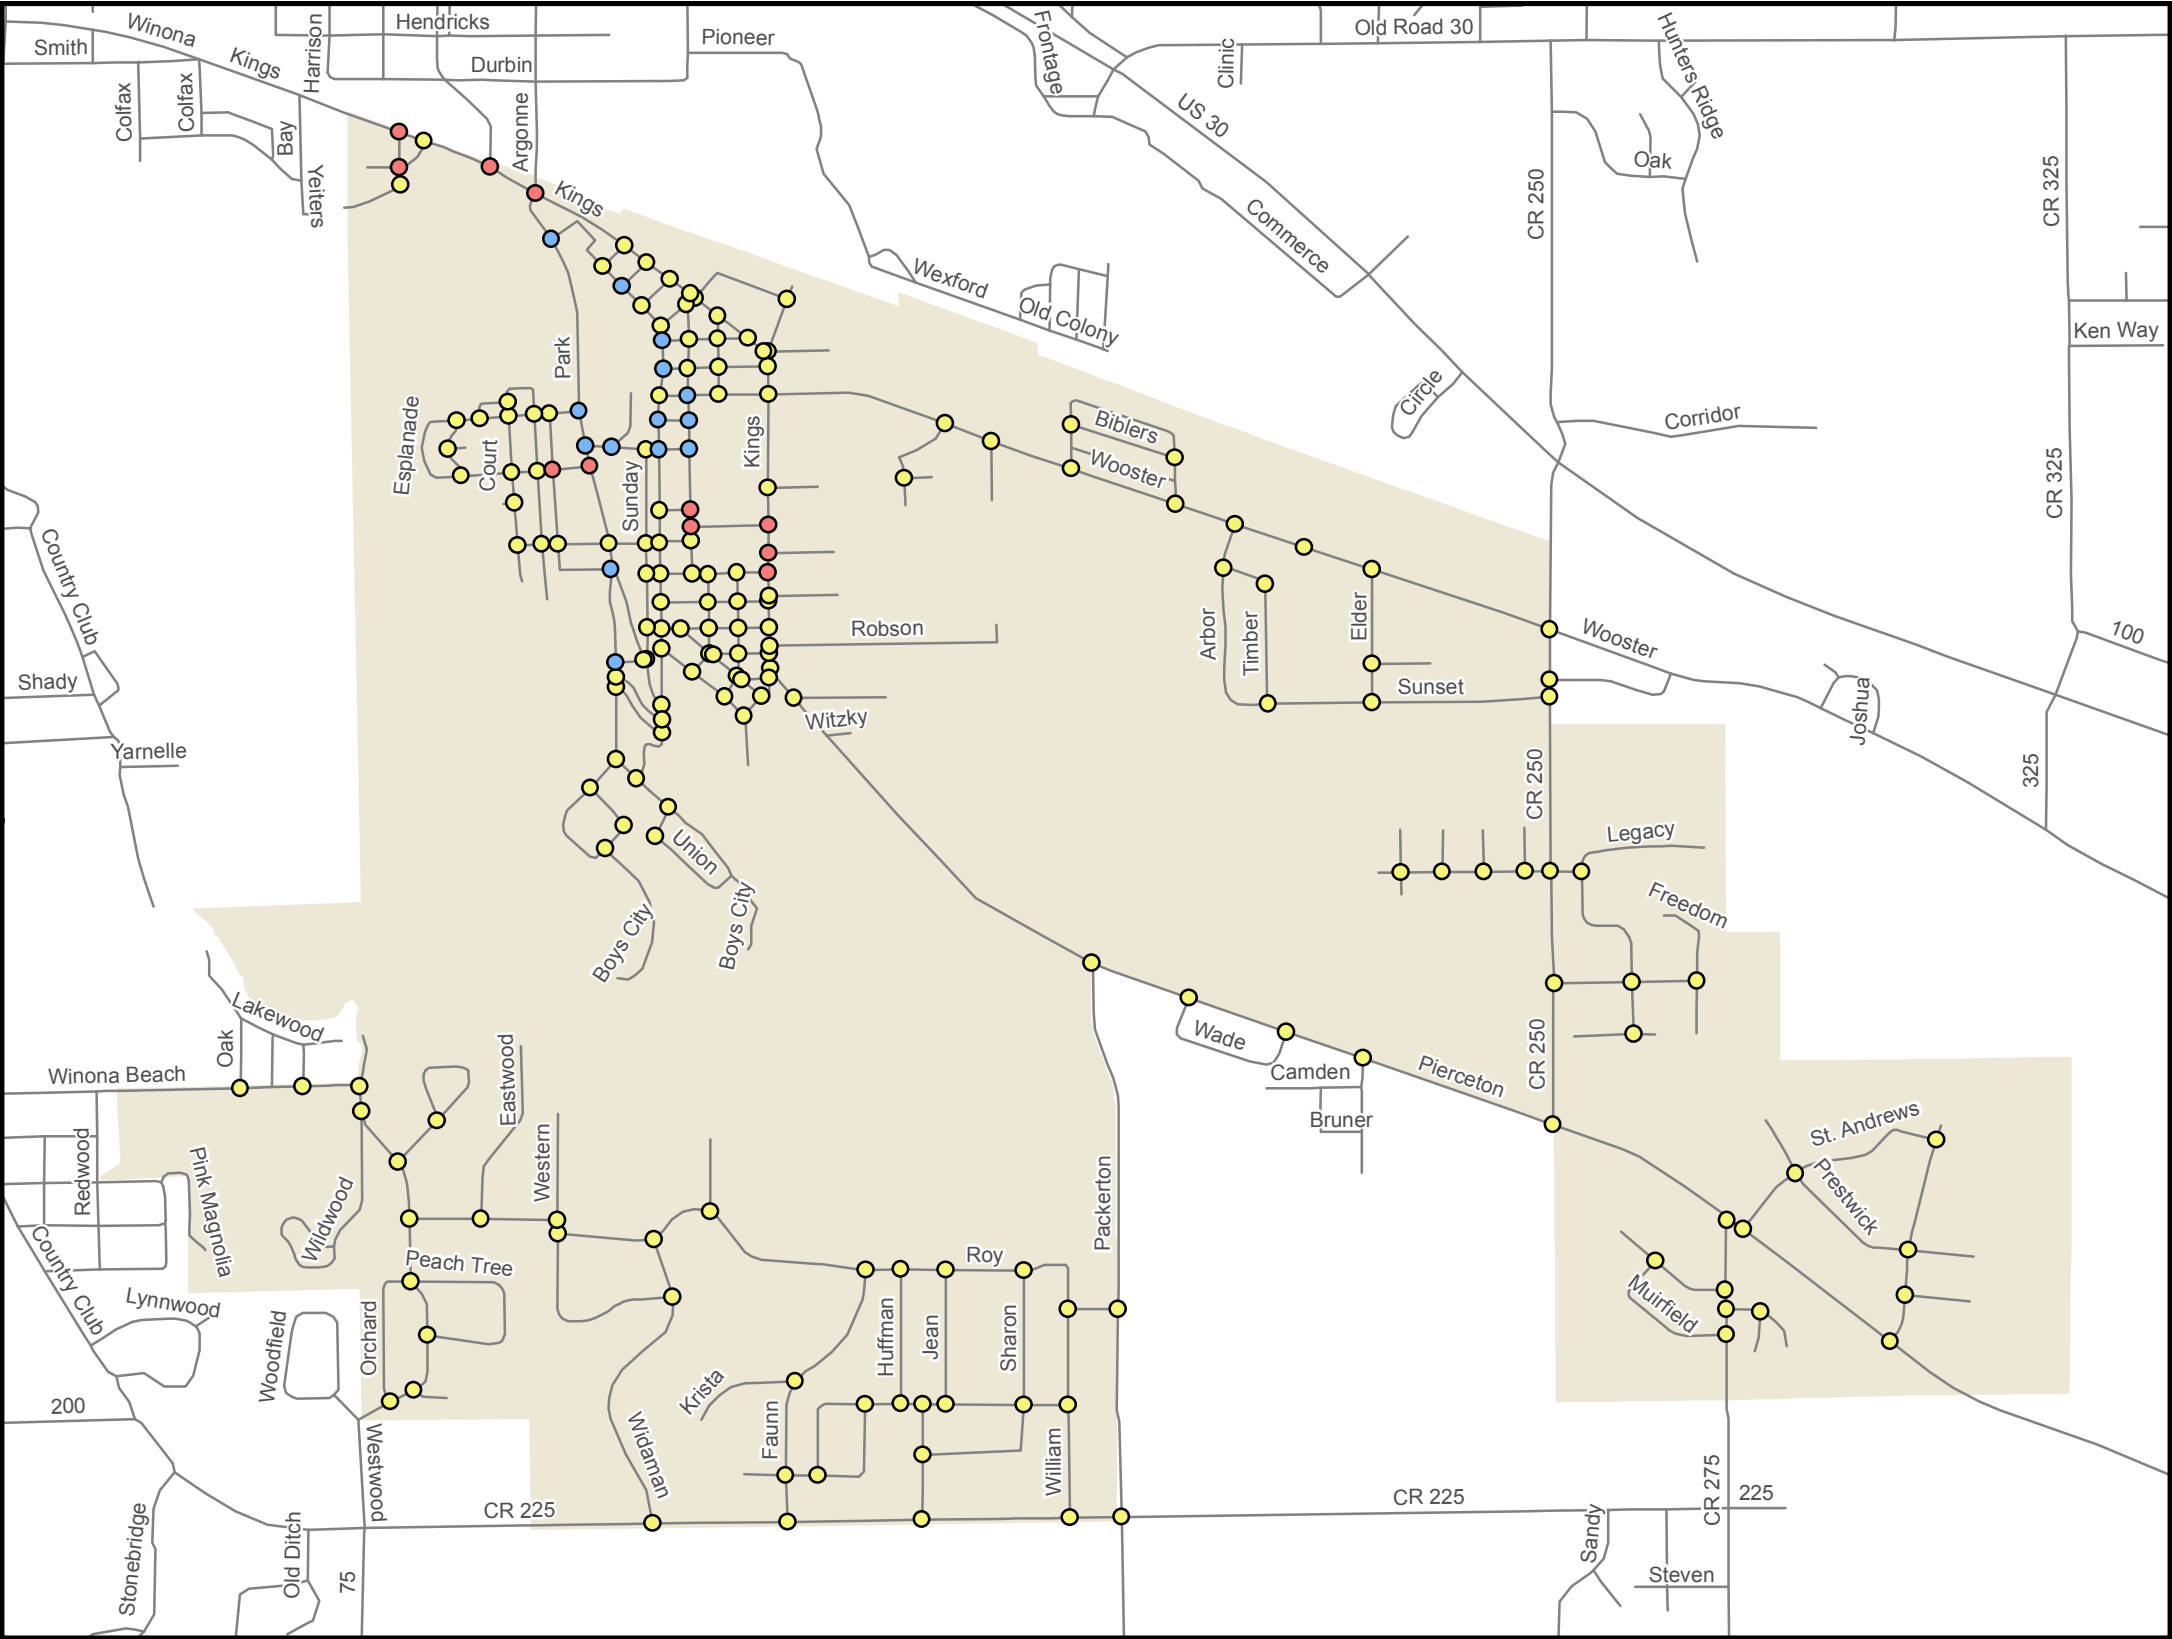 Hendricks
Old Road 30
Winona
Pioneer
Smith
Kings
Harrison
Durbin
Frontage
Clinic
Hunters Ridge
Colfax
Colfax
Bay
Argonne
US 30
Oak
Yeiters
Kings
CR 250
CR 325
Commerce
Wexford
Old Colony
Ken Way
Park
Circle
Corridor
Esplanade
Court
Kings
Biblers
Wooster
Sunday
CR 325
Country Club
Robson
Arbor
Timber
Elder
Wooster
100
Shady
Sunset
Witzky
Joshua
Yarnelle
CR 250
325
Union
Legacy
Boys City
Boys City
Freedom
Lakewood
Oak
Eastwood
Wade
CR 250
Winona Beach
Camden
Pierceton
Bruner
Redwood
Pink Magnolia
Wildwood
Western
Packerton
St. Andrews
Prestwick
Country Club
Peach Tree
Roy
Lynnwood
Woodfield
Orchard
Huffman
Jean
Sharon
Muirfield
200
Krista
Faunn
Widaman
William
Westwood
CR 225
CR 225
CR 275
225
Stonebridge
Old Ditch
75
Sandy
Steven